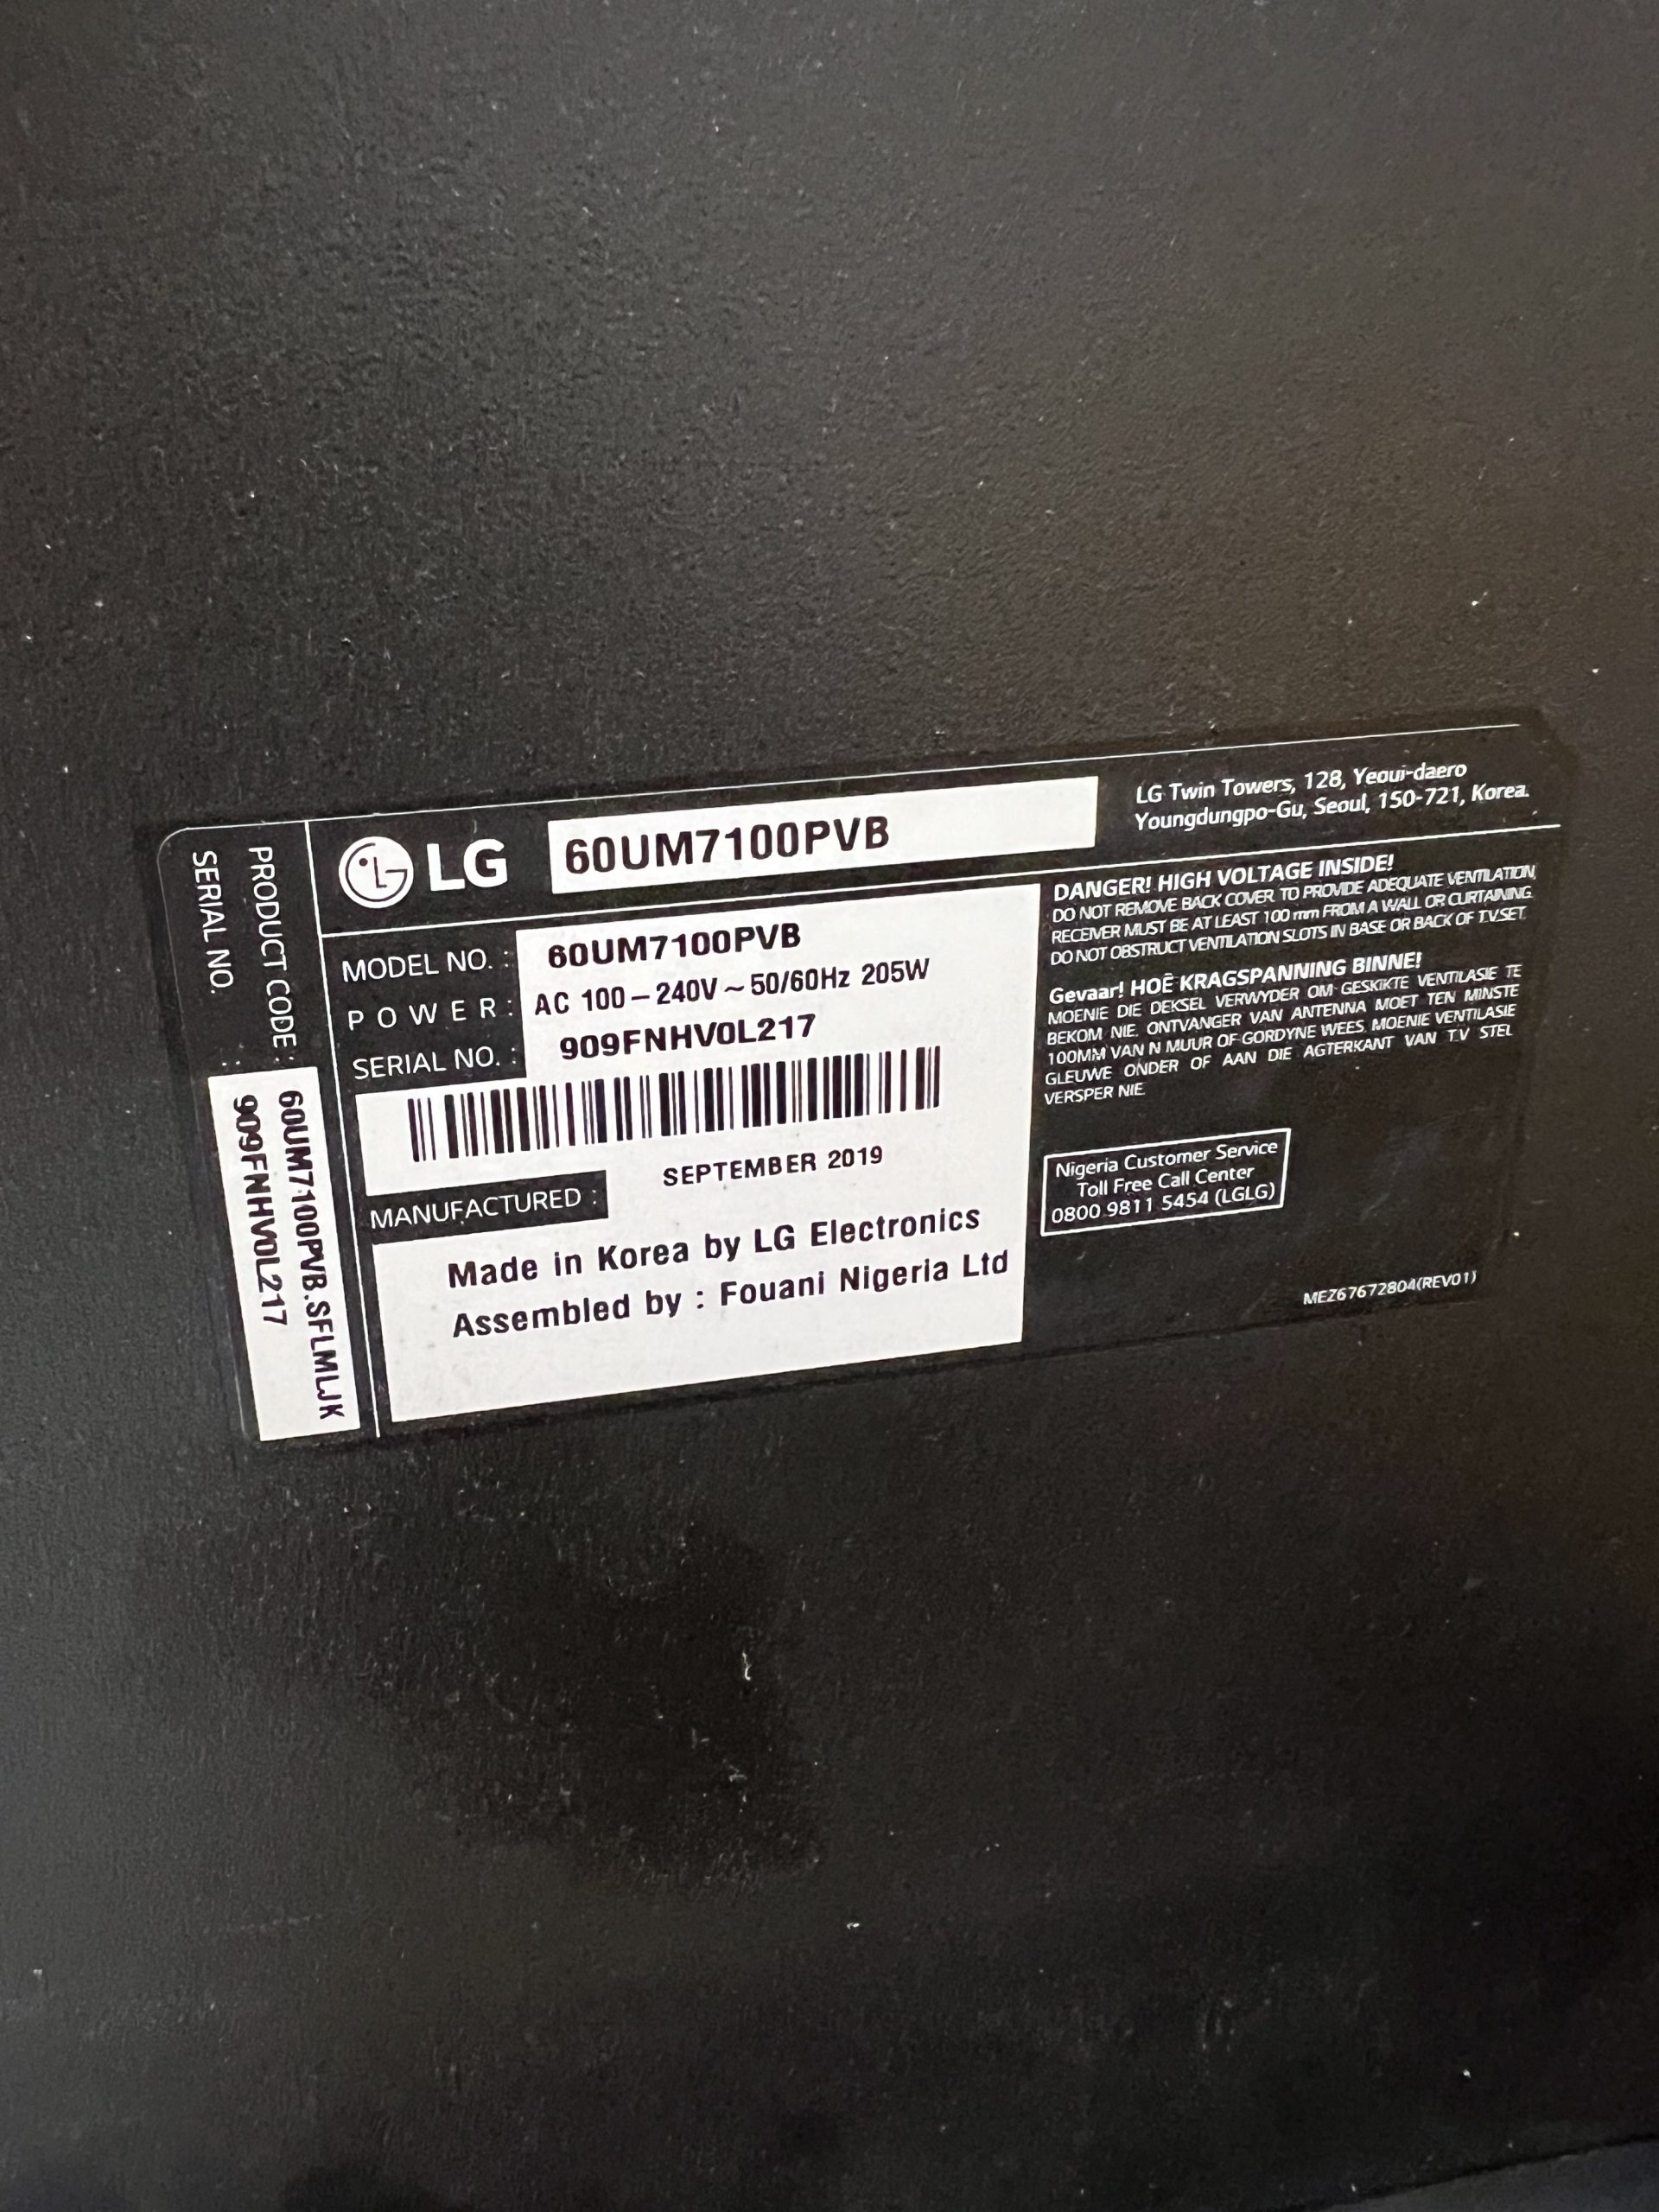 LG
60UM7100PVB
LG Twin Towers, 128, Yeoui-daero
Youngdungpo-Gu, Seoul, 150-721, Korea.
MODEL NO. : 60UM7100PVB
POWER : AC 100-240V ~ 50/60Hz 205W
SERIAL NO. : 909FNHV0L217
MANUFACTURED : SEPTEMBER 2019
Made in Korea by LG Electronics
Assembled by : Fouani Nigeria Ltd
DANGER! HIGH VOLTAGE INSIDE!
DO NOT REMOVE BACK COVER TO PROVIDE ADEQUATE VENTILATION,
RECEIVER MUST BE AT LEAST 100 mm FROM A WALL OR CURTAINING.
DO NOT OBSTRUCT VENTILATION SLOTS IN BASE OR BACK OF T.V.SET.
Gevaar! HOË KRAGSPANNING BINNE!
MOENIE DIE DEKSEL VERWYDER OM GESKIKTE VENTILASIE TE
BEKOM NIE. ONTVANGER VAN ANTENNA MOET TEN MINSTE
100MM VAN N MUUR OF GORDYNE WEES. MOENIE VENTILASIE
GLEUWE ONDER OF AAN DIE AGTERKANT VAN T.V STEL
VERSPER NIE.
Nigeria Customer Service
Toll Free Call Center
0800 9811 5454 (LGLG)
MEZ67672804(REV01)
PRODUCT CODE : 60UM7100PVB.SFLMLJK
SERIAL NO. : 909FNHV0L217